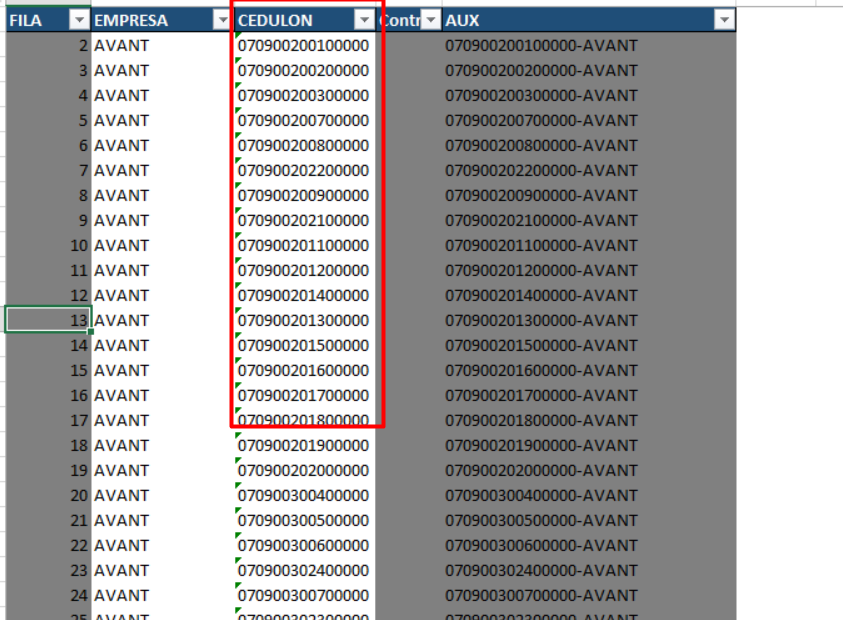 FILA EMPRESA CEDULON Contr AUX
2 AVANT 070900200100000 070900200100000-AVANT
3 AVANT 070900200200000 070900200200000-AVANT
4 AVANT 070900200300000 070900200300000-AVANT
5 AVANT 070900200700000 070900200700000-AVANT
6 AVANT 070900200800000 070900200800000-AVANT
7 AVANT 070900202200000 070900202200000-AVANT
8 AVANT 070900200900000 070900200900000-AVANT
9 AVANT 070900202100000 070900202100000-AVANT
10 AVANT 070900201100000 070900201100000-AVANT
11 AVANT 070900201200000 070900201200000-AVANT
12 AVANT 070900201400000 070900201400000-AVANT
13 AVANT 070900201300000 070900201300000-AVANT
14 AVANT 070900201500000 070900201500000-AVANT
15 AVANT 070900201600000 070900201600000-AVANT
16 AVANT 070900201700000 070900201700000-AVANT
17 AVANT 070900201800000 070900201800000-AVANT
18 AVANT 070900201900000 070900201900000-AVANT
19 AVANT 070900202000000 070900202000000-AVANT
20 AVANT 070900300400000 070900300400000-AVANT
21 AVANT 070900300500000 070900300500000-AVANT
22 AVANT 070900300600000 070900300600000-AVANT
23 AVANT 070900302400000 070900302400000-AVANT
24 AVANT 070900300700000 070900300700000-AVANT
25 AVANT 070900302300000 070900302300000-AVANT